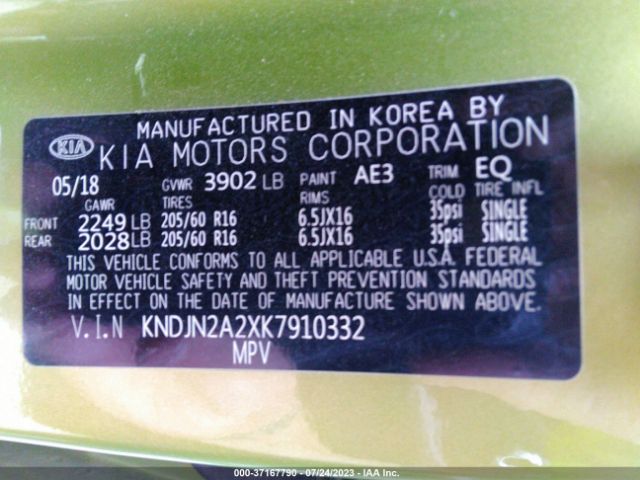 MANUFACTURED IN KOREA BY
KIA KIA MOTORS CORPORATION
05/18 GVWR 3902 LB PAINT AE3 TRIM EQ
GAWR TIRES RIMS COLD TIRE INFL
FRONT 2249 LB 205/60 R16 6.5JX16 35psi SINGLE
REAR 2028 LB 205/60 R16 6.5JX16 35psi SINGLE
THIS VEHICLE CONFORMS TO ALL APPLICABLE U.S.A. FEDERAL
MOTOR VEHICLE SAFETY AND THEFT PREVENTION STANDARDS
IN EFFECT ON THE DATE OF MANUFACTURE SHOWN ABOVE.
V.I.N KNDJN2A2XK7910332
MPV
000-37167790 - 07/24/2023 - IAA Inc.